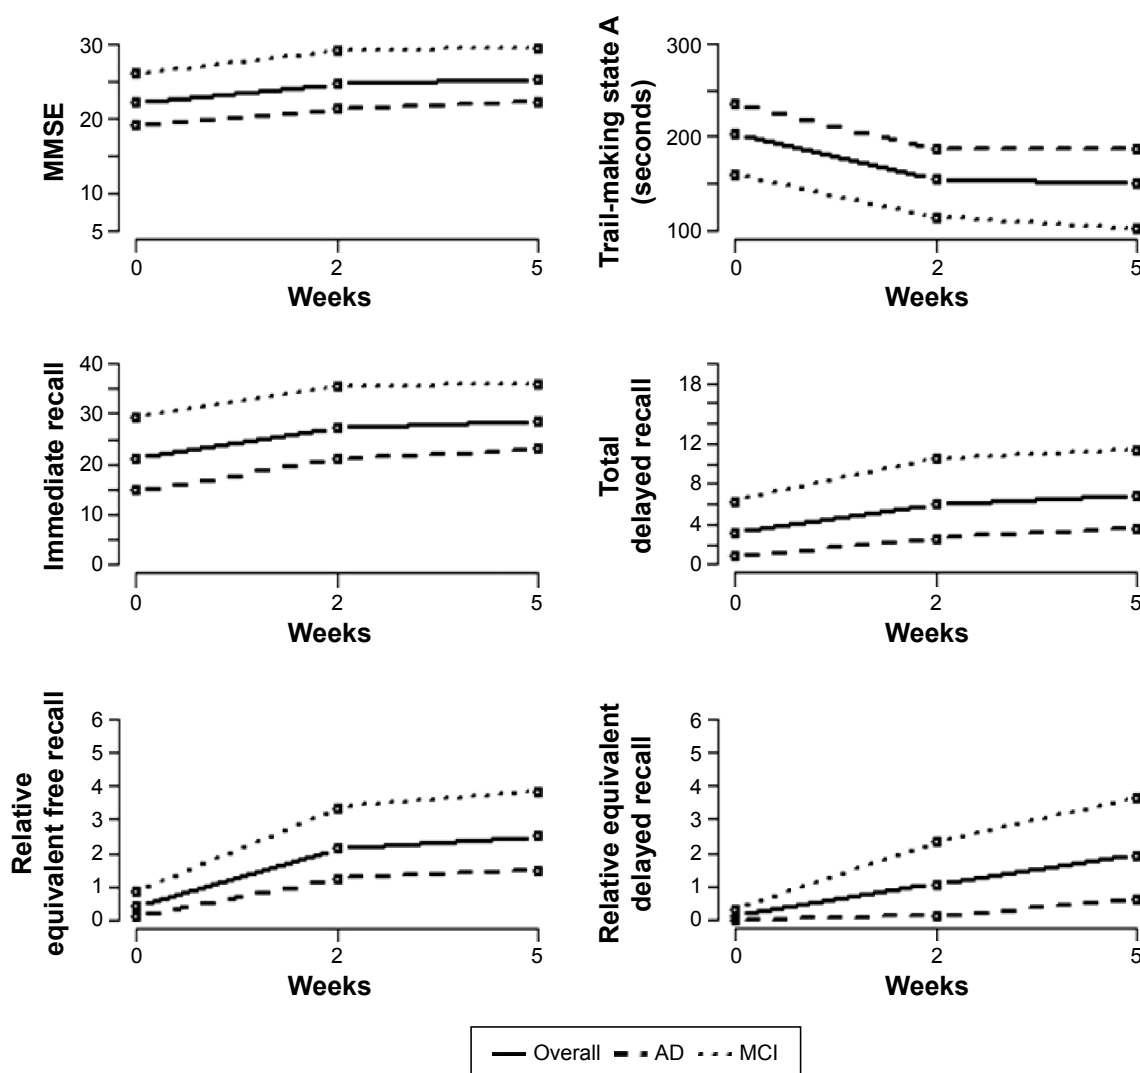 MMSE
30
20
10
5
0
2
5
Weeks
Trail-making state A
(seconds)
300
200
100
0
2
5
Weeks
Immediate recall
40
30
20
10
0
0
2
5
Weeks
Total
delayed recall
18
12
8
4
0
0
2
5
Weeks
Relative
equivalent free recall
6
5
4
3
2
1
0
0
2
5
Weeks
Relative equivalent
delayed recall
6
5
4
3
2
1
0
0
2
5
Weeks
Overall AD MCI